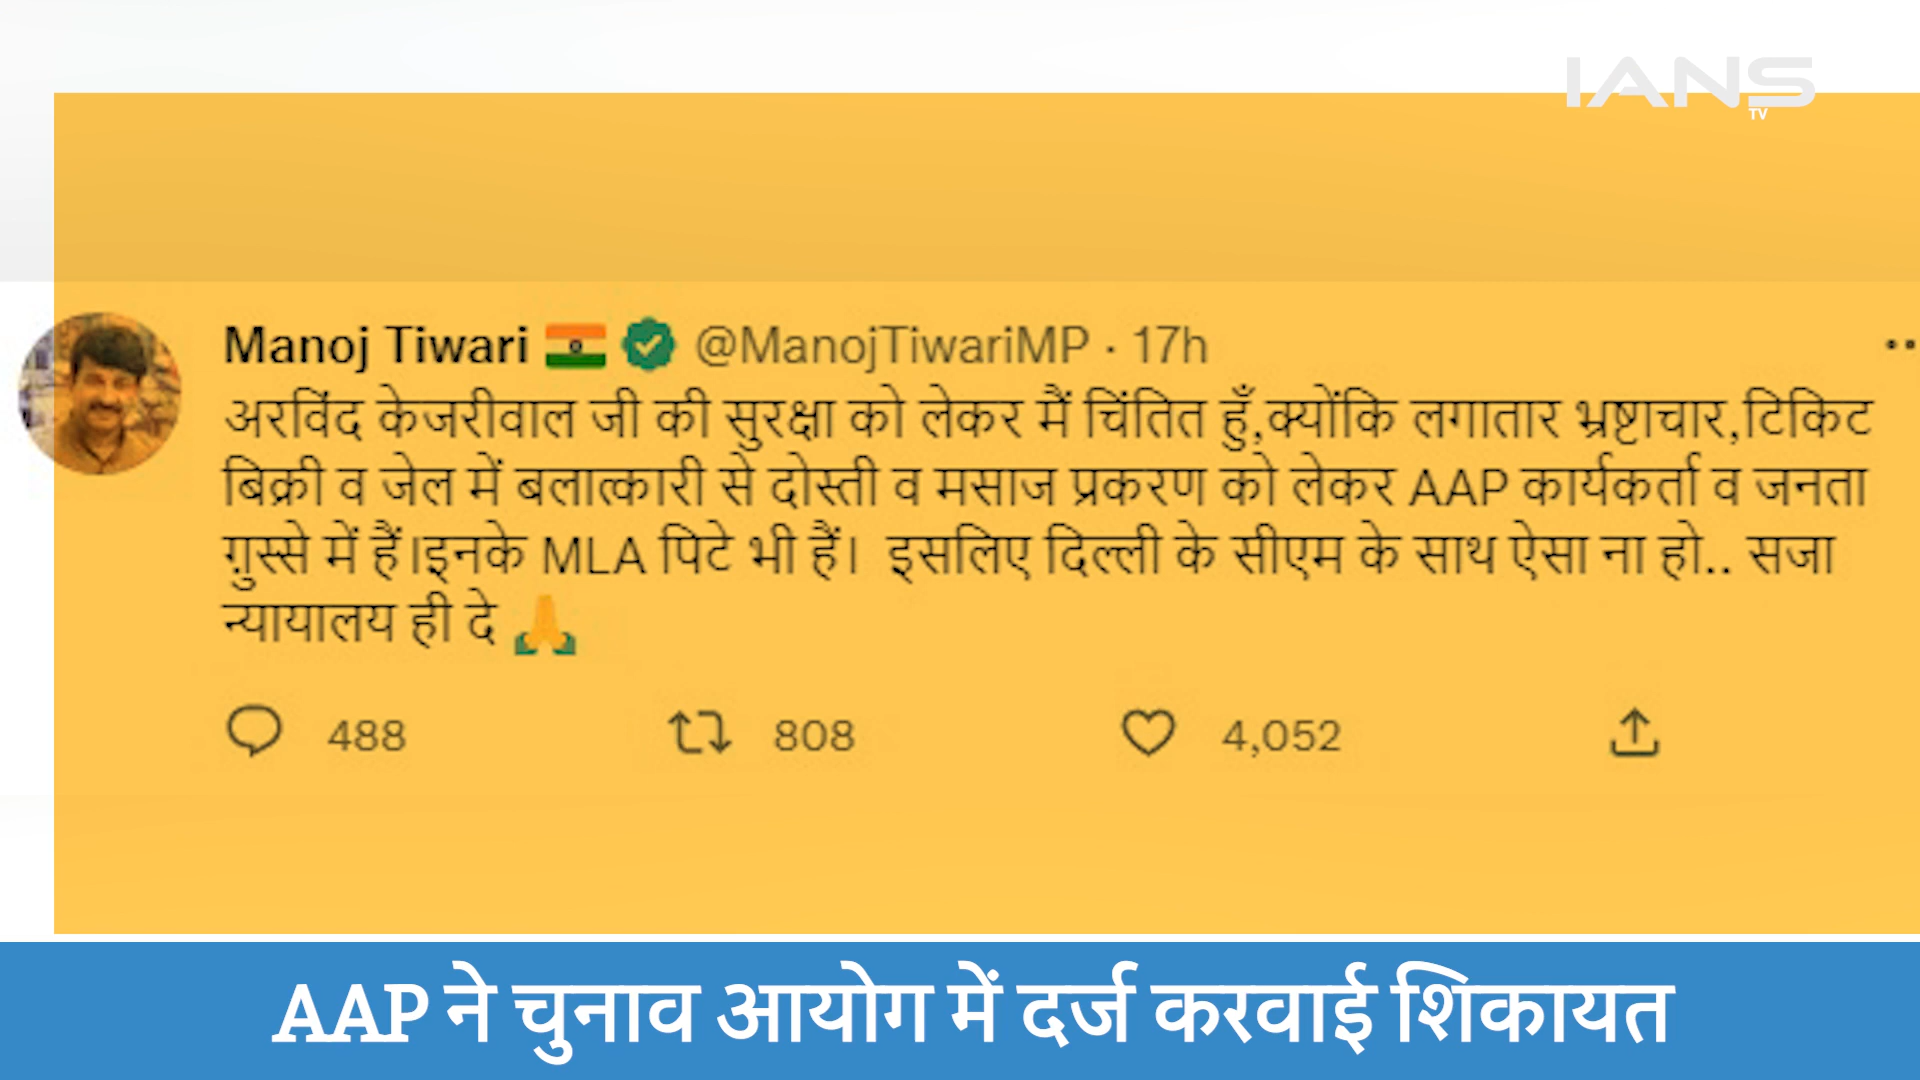 IANS
TV
Manoj Tiwari @ManojTiwariMP · 17h
अरविंद केजरीवाल जी की सुरक्षा को लेकर मैं चिंतित हुँ,क्योंकि लगातार भ्रष्टाचार,टिकिट
बिक्री व जेल में बलात्कारी से दोस्ती व मसाज प्रकरण को लेकर AAP कार्यकर्ता व जनता
ग़ुस्से में हैं।इनके MLA पिटे भी हैं। इसलिए दिल्ली के सीएम के साथ ऐसा ना हो.. सजा
न्यायालय ही दे
488 808 4,052
AAP ने चुनाव आयोग में दर्ज करवाई शिकायत